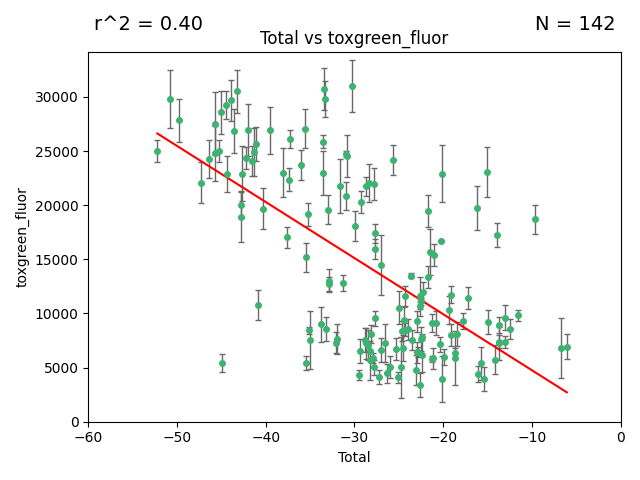 r^2 = 0.40
N = 142
Total vs toxgreen_fluor
30000
25000
20000
15000
10000
5000
0
toxgreen_fluor
−60 −50 −40 −30 −20 −10 0
Total